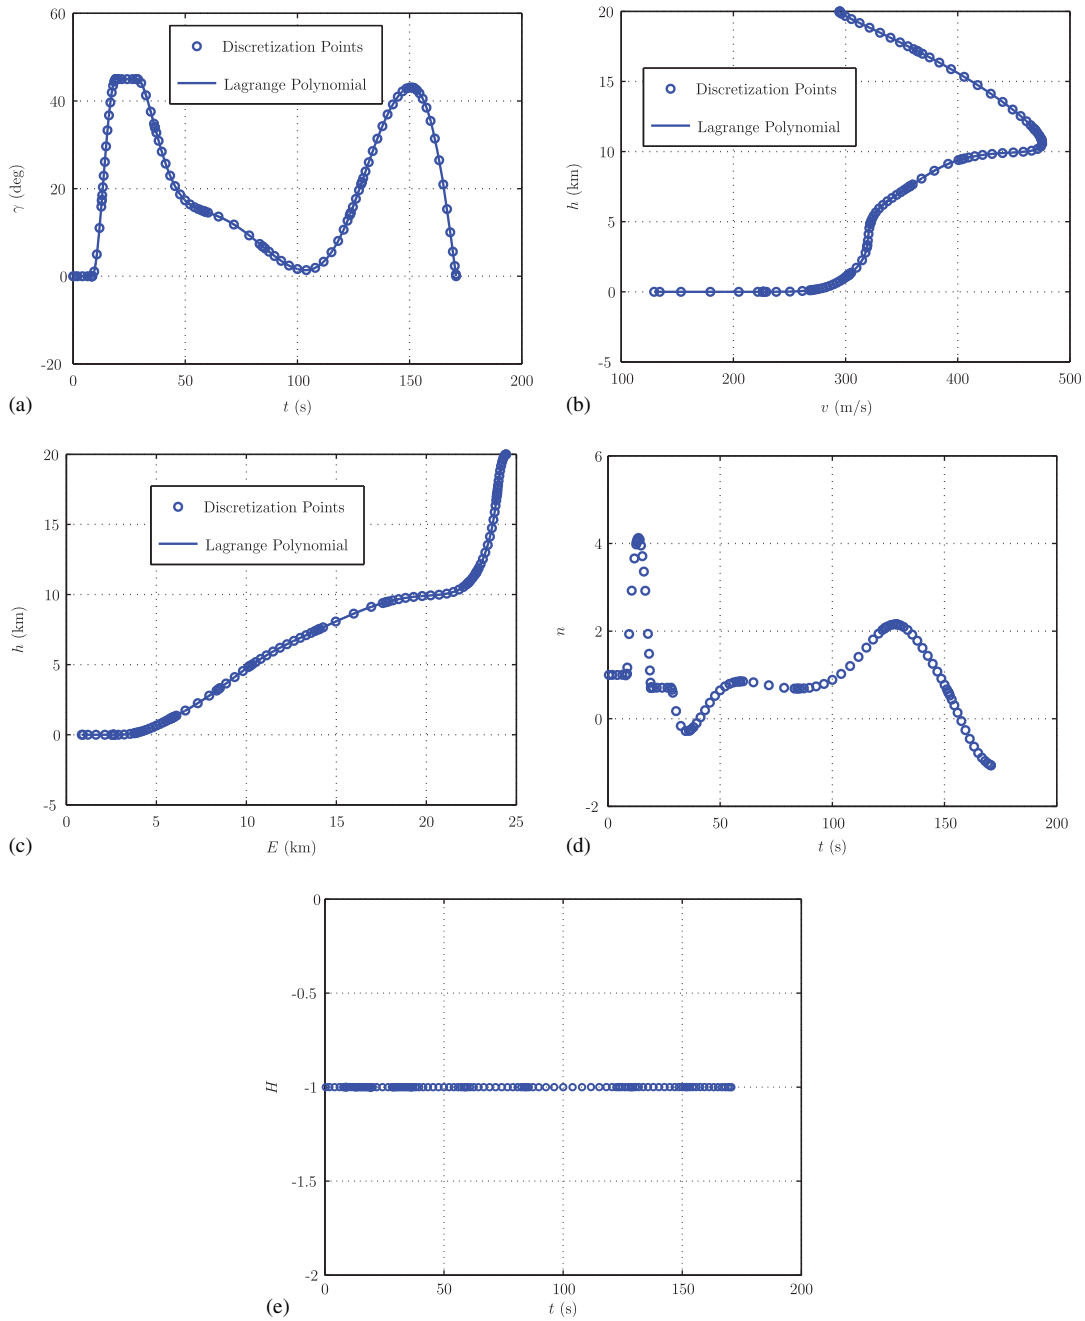 60
40
20
0
-20
γ (deg)
Discretization Points
Lagrange Polynomial
0 50 100 150 200
t (s)
(a)
20
15
10
5
0
-5
h (km)
Discretization Points
Lagrange Polynomial
100 200 300 400 500
v (m/s)
(b)
20
15
10
5
0
-5
h (km)
Discretization Points
Lagrange Polynomial
0 5 10 15 20 25
E (km)
(c)
6
4
2
0
-2
n
0 50 100 150 200
t (s)
(d)
0
-0.5
-1
-1.5
-2
H
0 50 100 150 200
t (s)
(e)